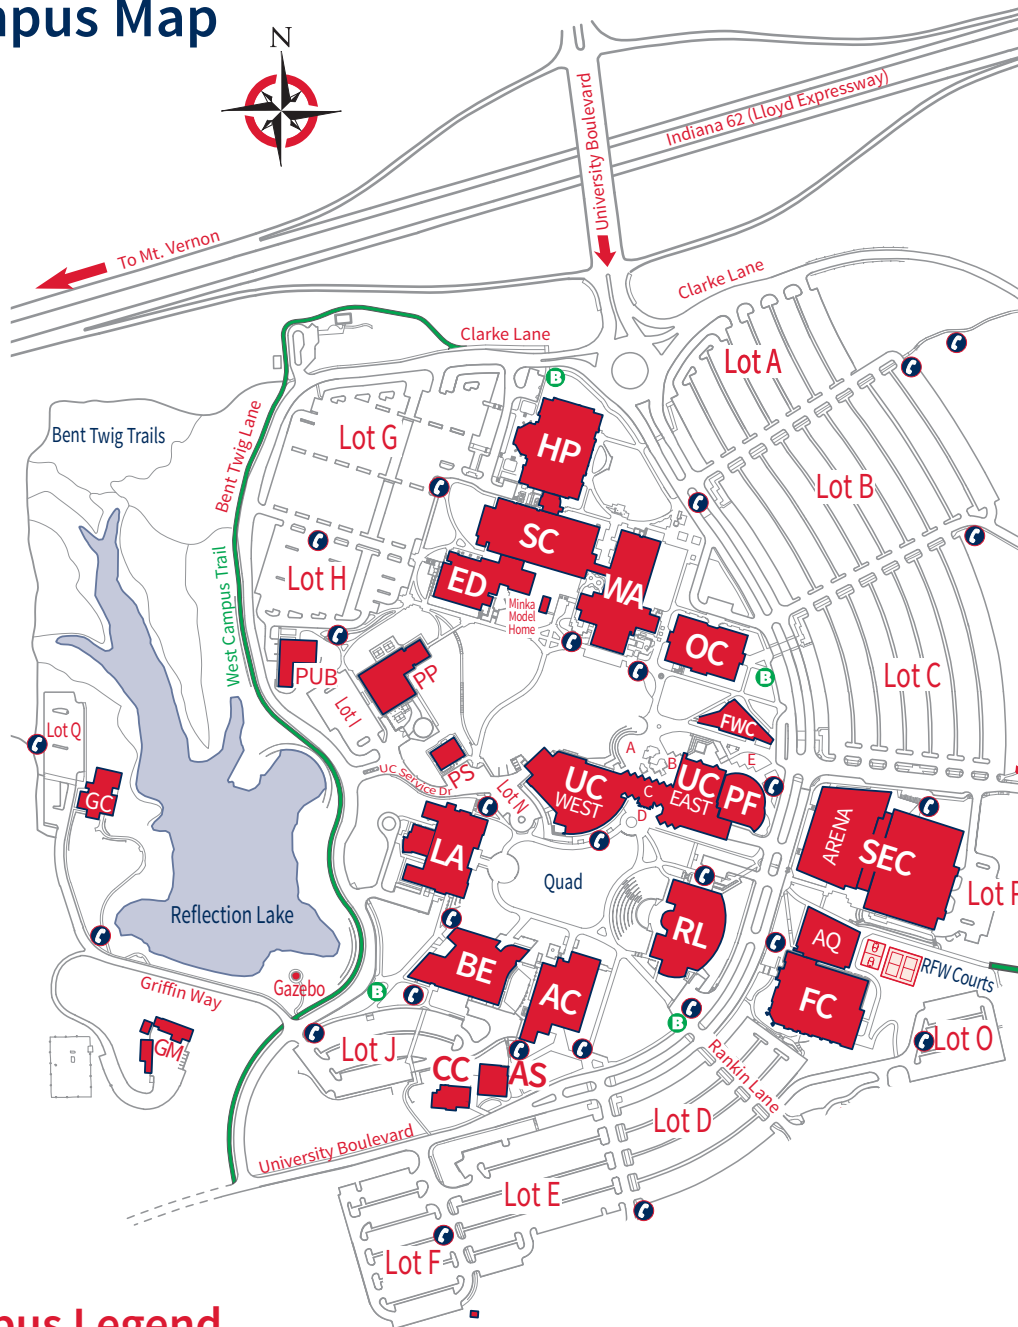 mpus Map
N
University Boulevard
Indiana 62 (Lloyd Expressway)
To Mt. Vernon
Clarke Lane
Clarke Lane
Lot A
B
HP
Bent Twig Trails
Bent Twig Lane
Lot G
Lot B
SC
West Campus Trail
Lot H
ED
WA
Minka
Model
Home
OC
PUB
PP
B
Lot C
Lot I
Lot Q
FWC
A
B
E
PS
UC Service Dr
Lot N
UC
WEST
C
UC
EAST
PF
D
GC
ARENA
SEC
LA
Quad
Lot P
Reflection Lake
RL
AQ
RFW Courts
BE
Griffin Way
Gazebo
B
AC
FC
B
GM
Lot J
Lot O
CC
AS
Rankin Lane
Lot D
University Boulevard
Lot E
Lot F
pus Legend